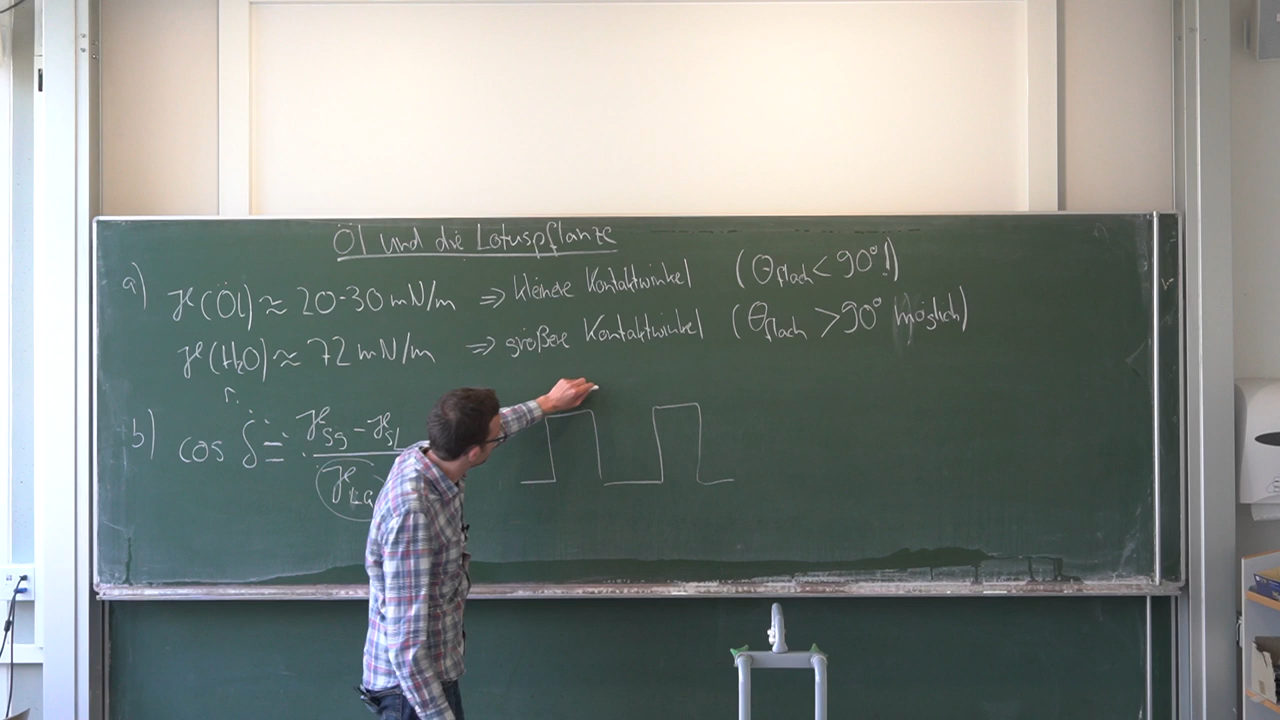 Öl und die Lotuspflanze
a) γ(Öl) ≈ 20-30 mN/m ⇒ kleinere Kontaktwinkel (Θflach < 90°!)
γ(H₂O) ≈ 72 mN/m ⇒ größere Kontaktwinkel (Θflach > 90° möglich)
b) cos δ = (γsg - γsl) / γLG